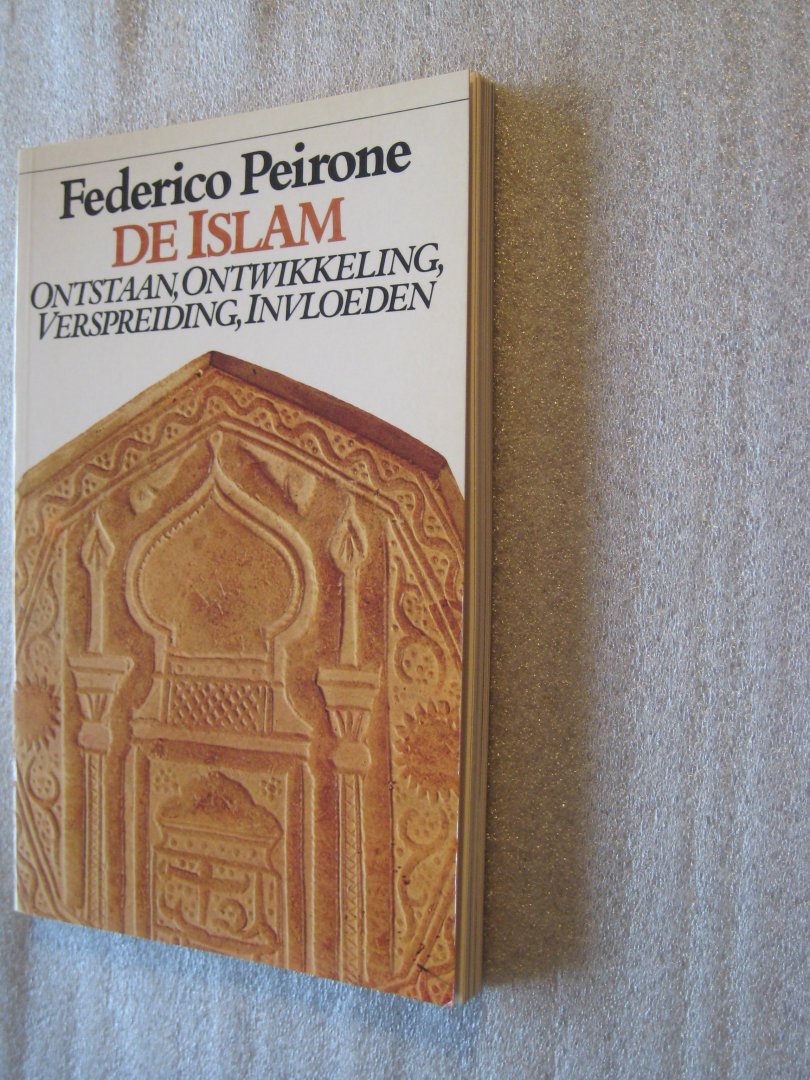 Federico Peirone
DE ISLAM
ONTSTAAN, ONTWIKKELING,
VERSPREIDING, INVLOEDEN